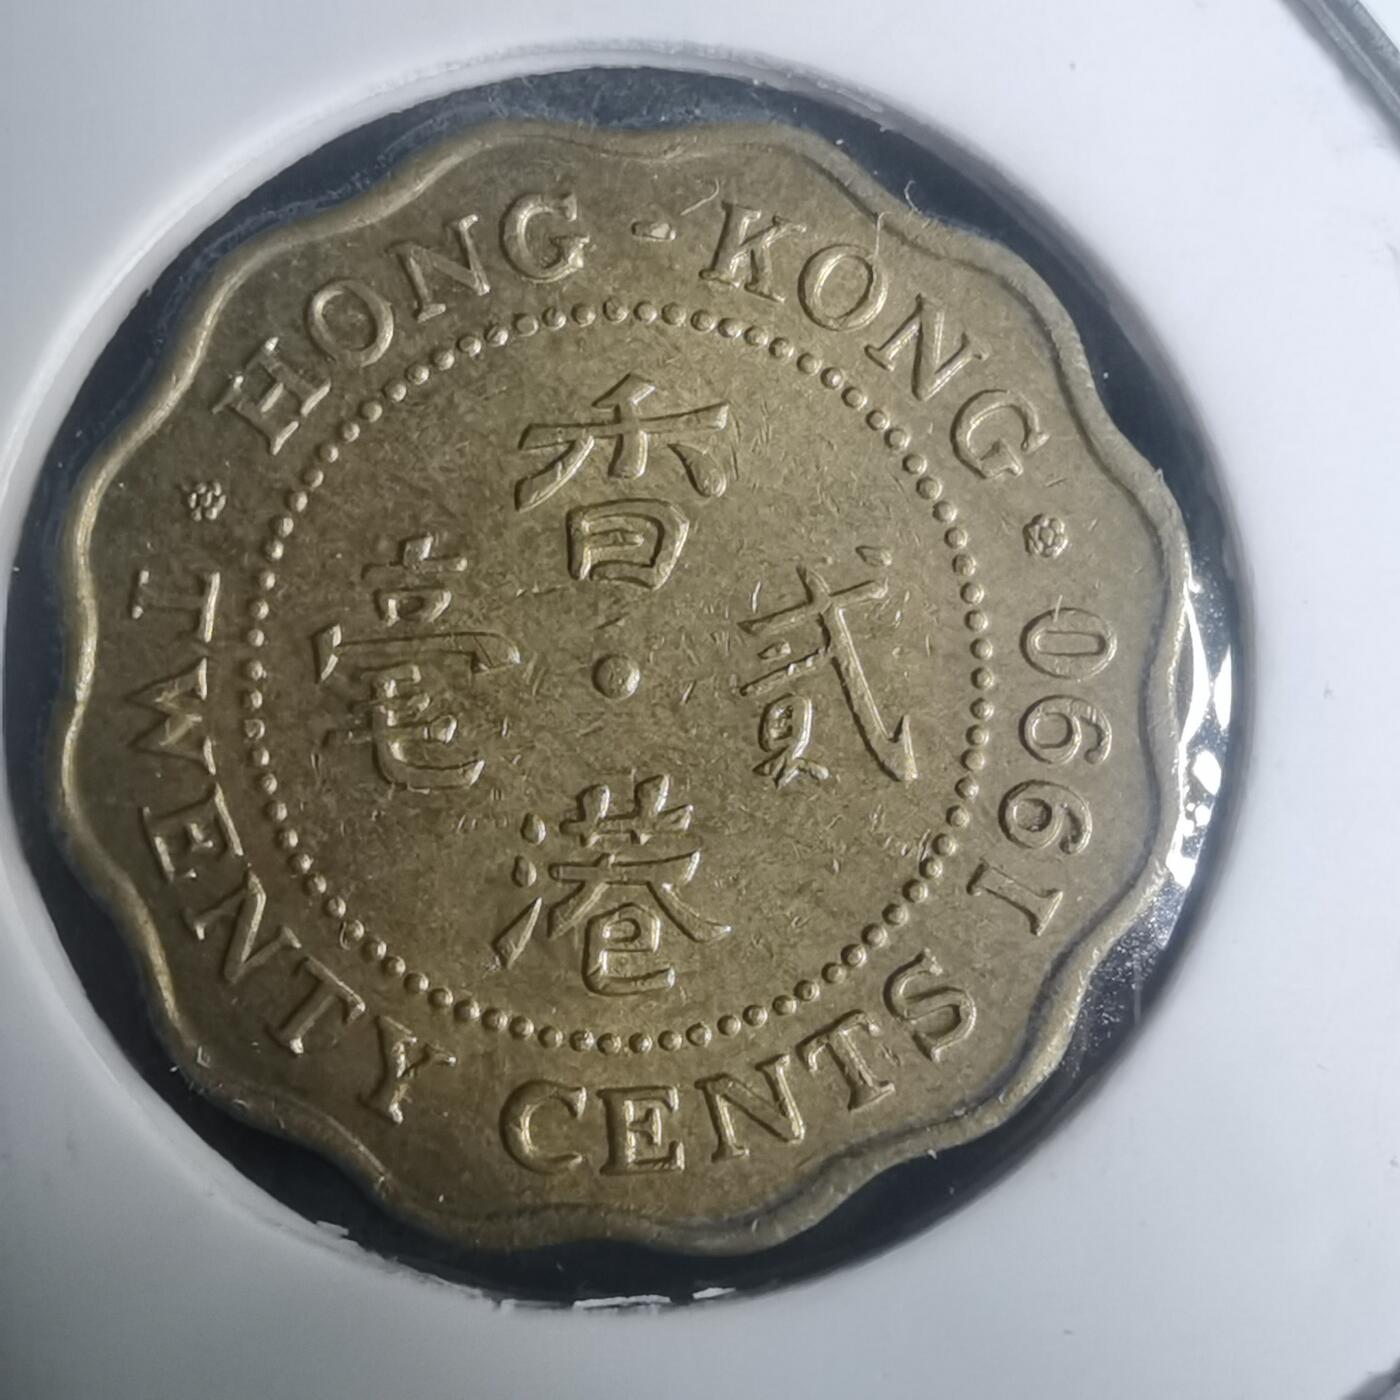 HONG · KONG
香港
貳毫
TWENTY CENTS
1990